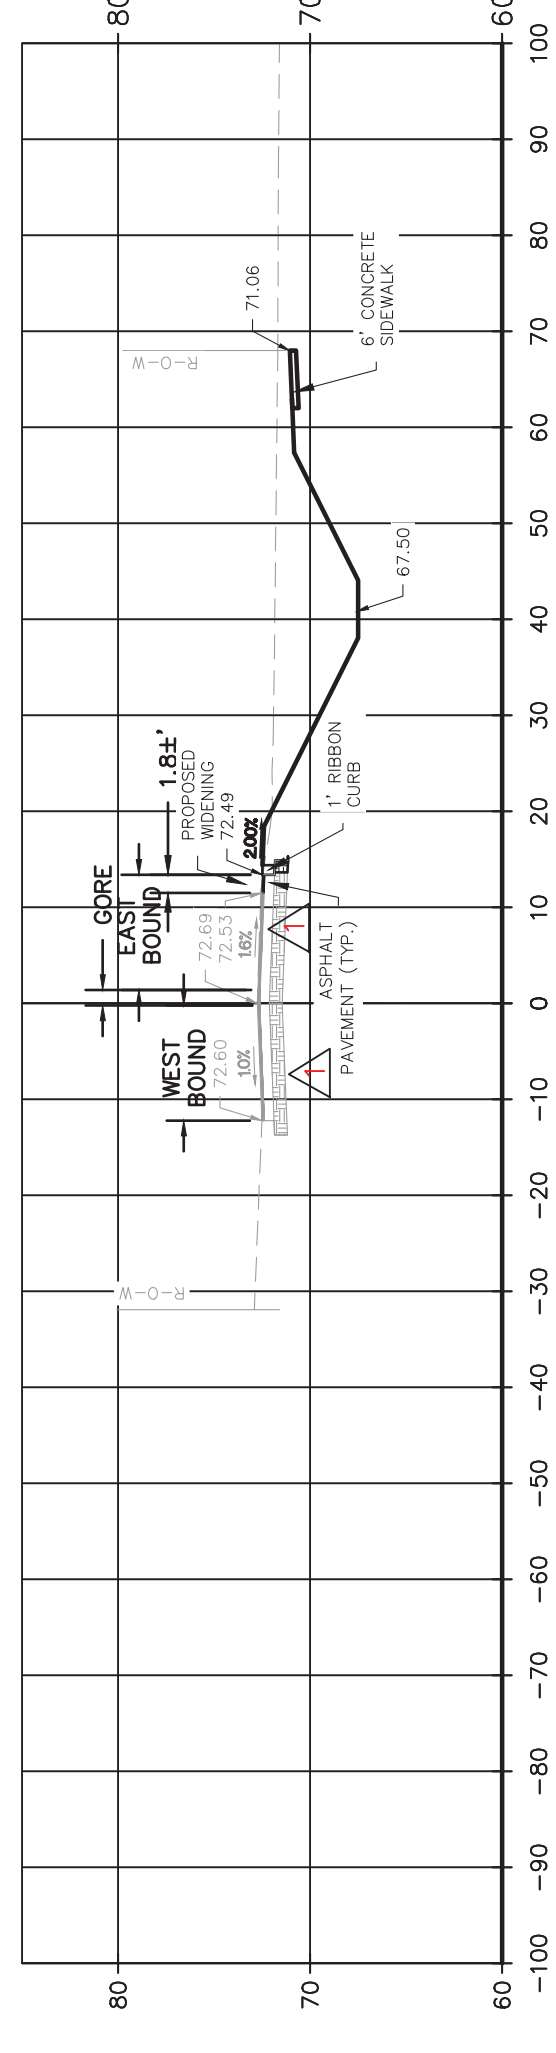 80
70
60
80
70
60
-100
-90
-80
-70
-60
-50
-40
-30
-20
-10
0
10
20
30
40
50
60
70
80
90
100
R-O-W
WEST
BOUND
72.60
1.0%
GORE
EAST
BOUND
72.69
72.53
1.6%
1.8±'
PROPOSED
WIDENING
72.49
2.00%
1
1
ASPHALT
PAVEMENT (TYP.)
1' RIBBON
CURB
67.50
6' CONCRETE
SIDEWALK
71.06
R-O-W